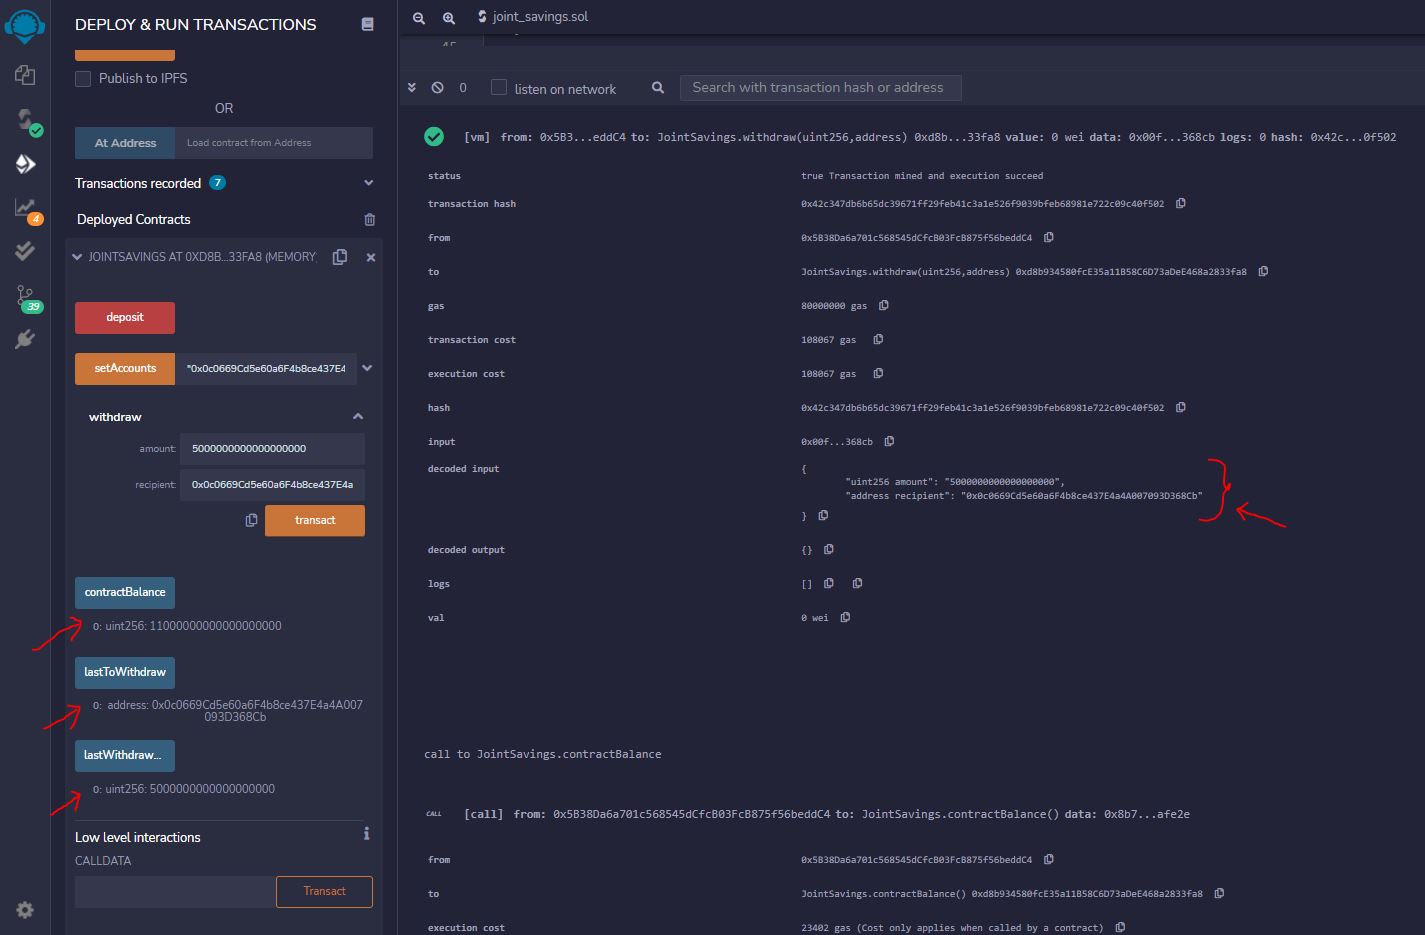 DEPLOY & RUN TRANSACTIONS
Publish to IPFS
OR
At Address
Load contract from Address
Transactions recorded 7
Deployed Contracts
JOINTSAVINGS AT 0XD8B...33FA8 (MEMORY)
deposit
setAccounts
"0x0c0669Cd5e60a6F4b8ce437E4
withdraw
amount:
5000000000000000000
recipient:
0x0c0669Cd5e60a6F4b8ce437E4a
transact
contractBalance
0: uint256: 11000000000000000000
lastToWithdraw
0: address: 0x0c0669Cd5e60a6F4b8ce437E4a4A007
093D368Cb
lastWithdraw...
0: uint256: 5000000000000000000
Low level interactions
i
CALLDATA
Transact
4
39
joint_savings.sol
0
listen on network
Search with transaction hash or address
[vm] from: 0x5B3...eddC4 to: JointSavings.withdraw(uint256,address) 0xd8b...33fa8 value: 0 wei data: 0x00f...368cb logs: 0 hash: 0x42c...0f502
status
true Transaction mined and execution succeed
transaction hash
0x42c347db6b65dc39671ff29feb41c3a1e526f9039bfeb68981e722c09c40f502
from
0x5B38Da6a701c568545dCfcB03FcB875f56beddC4
to
JointSavings.withdraw(uint256,address) 0xd8b934580fcE35a11B58C6D73aDeE468a2833fa8
gas
80000000 gas
transaction cost
108067 gas
execution cost
108067 gas
hash
0x42c347db6b65dc39671ff29feb41c3a1e526f9039bfeb68981e722c09c40f502
input
0x00f...368cb
decoded input
{
"uint256 amount": "5000000000000000000",
"address recipient": "0x0c0669Cd5e60a6F4b8ce437E4a4A007093D368Cb"
}
decoded output
{}
logs
[]
val
0 wei
call to JointSavings.contractBalance
CALL
[call] from: 0x5B38Da6a701c568545dCfcB03FcB875f56beddC4 to: JointSavings.contractBalance() data: 0x8b7...afe2e
from
0x5B38Da6a701c568545dCfcB03FcB875f56beddC4
to
JointSavings.contractBalance() 0xd8b934580fcE35a11B58C6D73aDeE468a2833fa8
execution cost
23402 gas (Cost only applies when called by a contract)